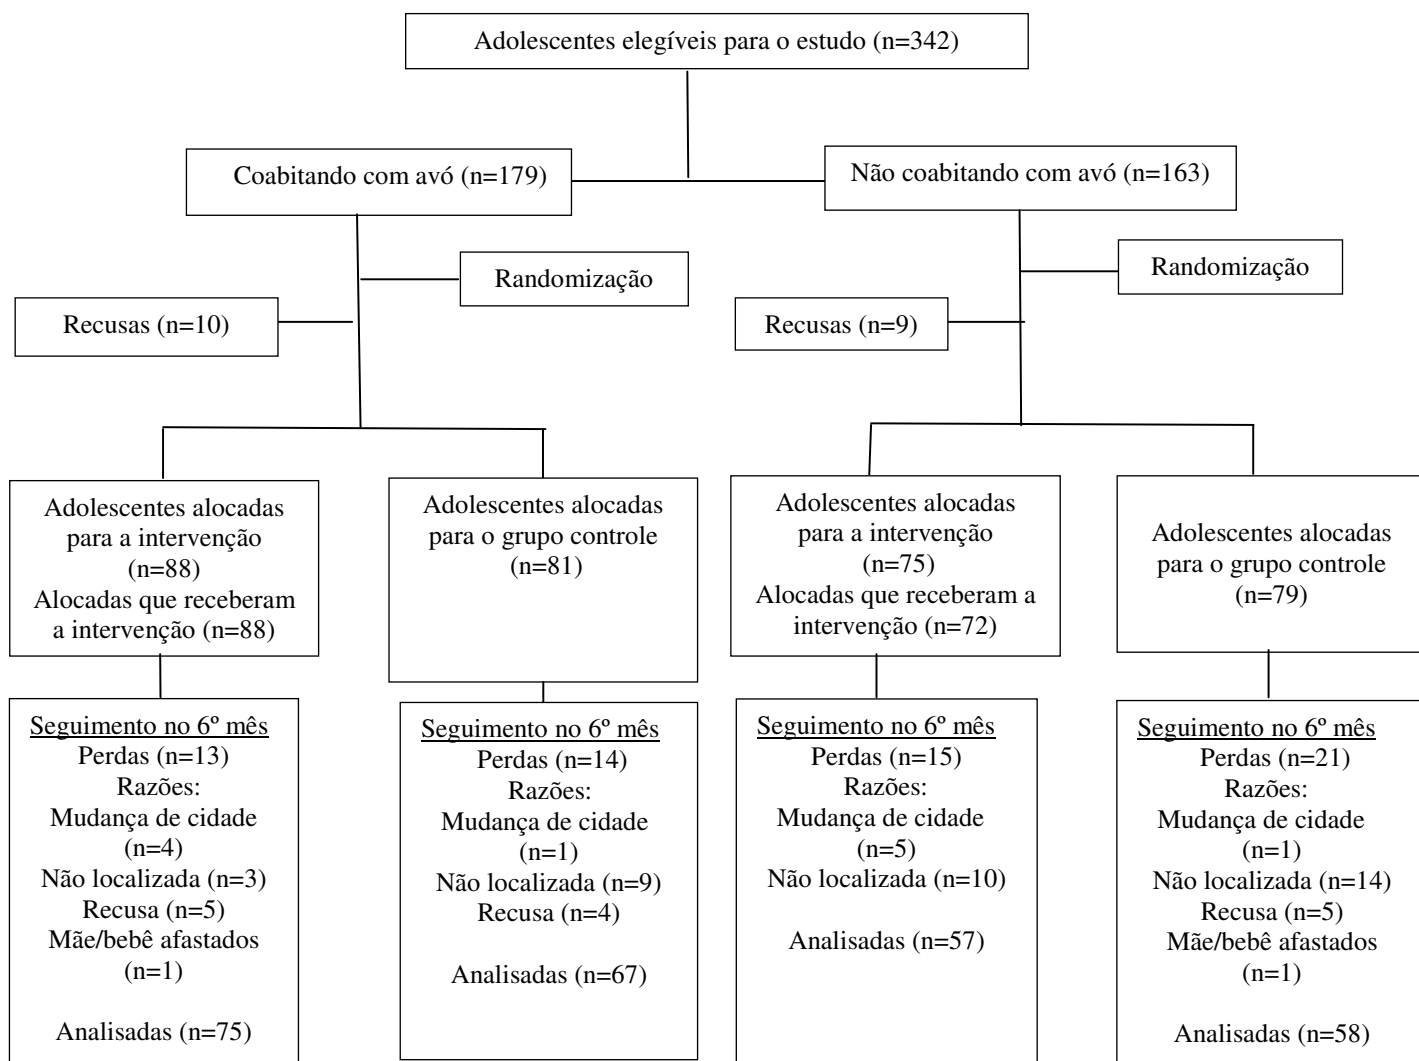 Adolescentes elegíveis para o estudo (n=342)
Coabitando com avó (n=179)
Não coabitando com avó (n=163)
Randomização
Randomização
Recusas (n=10)
Recusas (n=9)
Adolescentes alocadas
para a intervenção
(n=88)
Alocadas que receberam
a intervenção (n=88)
Adolescentes alocadas
para o grupo controle
(n=81)
Adolescentes alocadas
para a intervenção
(n=75)
Alocadas que receberam a
intervenção (n=72)
Adolescentes alocadas
para o grupo controle
(n=79)
Seguimento no 6º mês
Perdas (n=13)
Razões:
Mudança de cidade
(n=4)
Não localizada (n=3)
Recusa (n=5)
Mãe/bebê afastados
(n=1)
Analisadas (n=75)
Seguimento no 6º mês
Perdas (n=14)
Razões:
Mudança de cidade
(n=1)
Não localizada (n=9)
Recusa (n=4)
Analisadas (n=67)
Seguimento no 6º mês
Perdas (n=15)
Razões:
Mudança de cidade
(n=5)
Não localizada (n=10)
Analisadas (n=57)
Seguimento no 6º mês
Perdas (n=21)
Razões:
Mudança de cidade
(n=1)
Não localizada (n=14)
Recusa (n=5)
Mãe/bebê afastados
(n=1)
Analisadas (n=58)